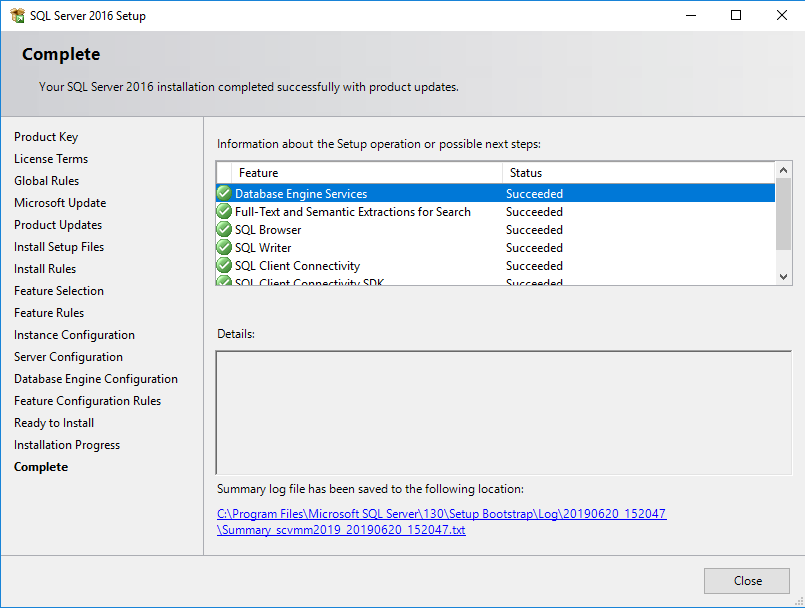 SQL Server 2016 Setup
Complete
Your SQL Server 2016 installation completed successfully with product updates.
Product Key
License Terms
Global Rules
Microsoft Update
Product Updates
Install Setup Files
Install Rules
Feature Selection
Feature Rules
Instance Configuration
Server Configuration
Database Engine Configuration
Feature Configuration Rules
Ready to Install
Installation Progress
Complete
Information about the Setup operation or possible next steps:
Feature Status
Database Engine Services Succeeded
Full-Text and Semantic Extractions for Search Succeeded
SQL Browser Succeeded
SQL Writer Succeeded
SQL Client Connectivity Succeeded
SQL Client Connectivity SDK Succeeded
Details:
Summary log file has been saved to the following location:
C:\Program Files\Microsoft SQL Server\130\Setup Bootstrap\Log\20190620_152047
\Summary_scvmm2019_20190620_152047.txt
Close